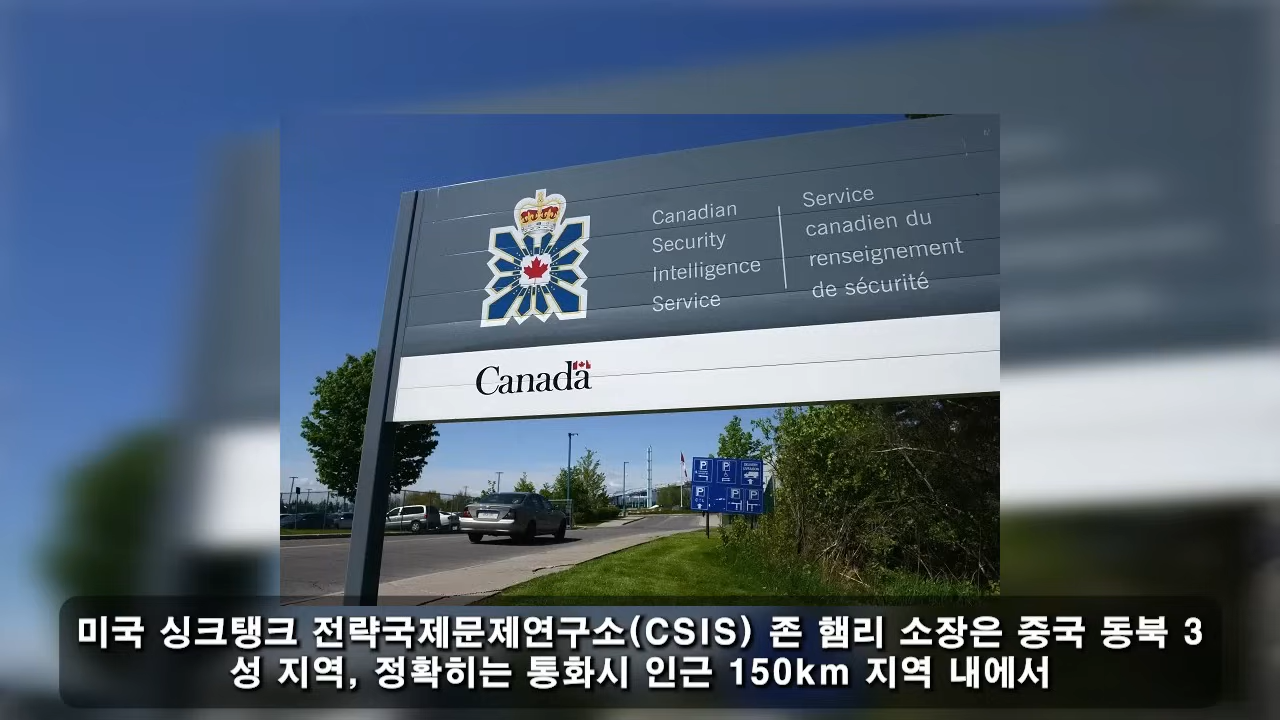 Canadian
Security
Intelligence
Service
Service
canadien du
renseignement
de sécurité
Canada
미국 싱크탱크 전략국제문제연구소(CSIS) 존 햄리 소장은 중국 동북 3
성 지역, 정확히는 통화시 인근 150km 지역 내에서